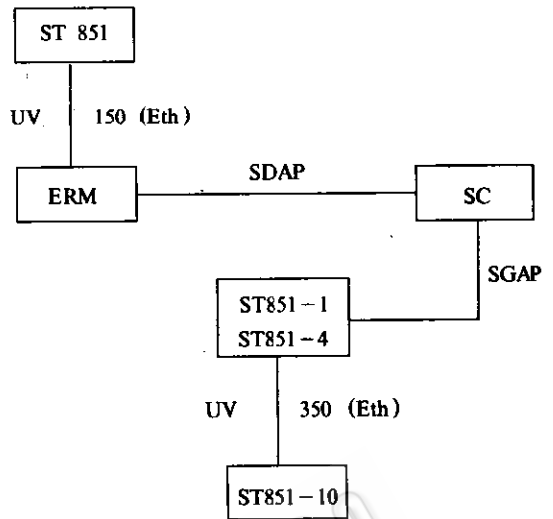 ST 851
UV 150 (Eth)
ERM
SDAP
SC
SGAP
ST851-1
ST851-4
UV 350 (Eth)
ST851-10